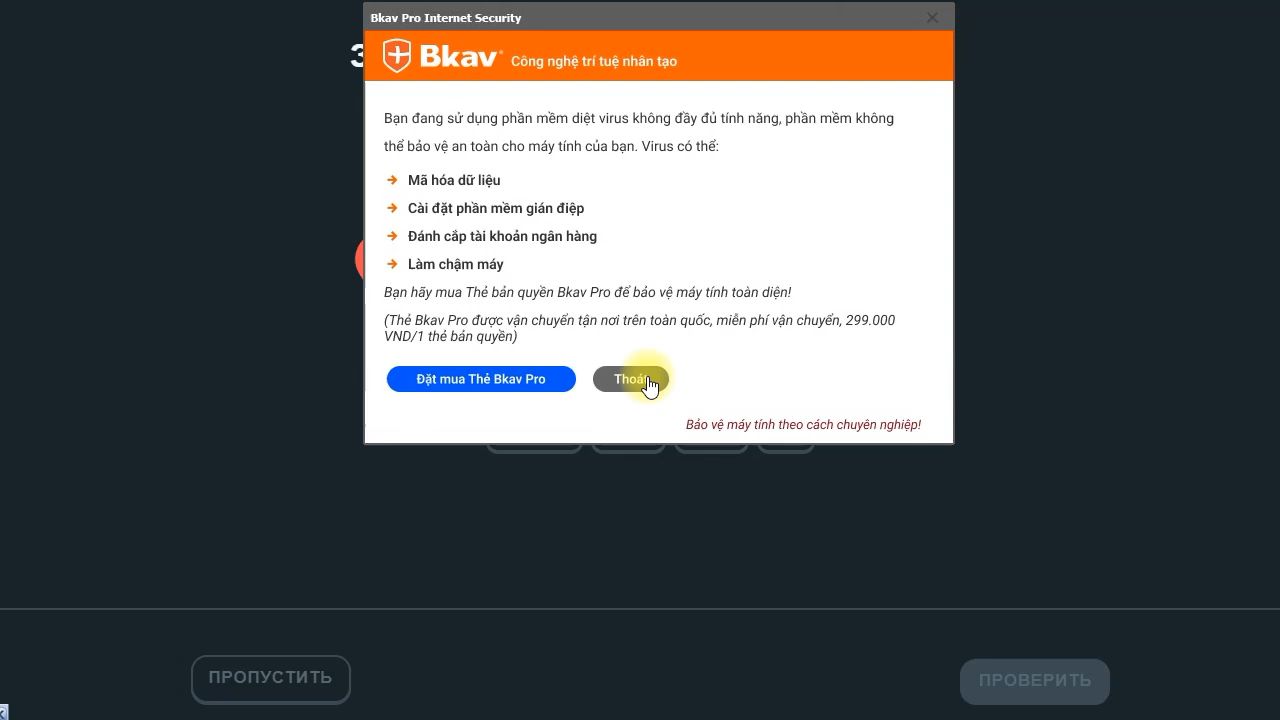 Bkav Pro Internet Security
Bkav® Công nghệ trí tuệ nhân tạo
Bạn đang sử dụng phần mềm diệt virus không đầy đủ tính năng, phần mềm không
thể bảo vệ an toàn cho máy tính của bạn. Virus có thể:
Mã hóa dữ liệu
Cài đặt phần mềm gián điệp
Đánh cắp tài khoản ngân hàng
Làm chậm máy
Bạn hãy mua Thẻ bản quyền Bkav Pro để bảo vệ máy tính toàn diện!
(Thẻ Bkav Pro được vận chuyển tận nơi trên toàn quốc, miễn phí vận chuyển, 299.000
VND/1 thẻ bản quyền)
Đặt mua Thẻ Bkav Pro
Bảo vệ máy tính theo cách chuyên nghiệp!
ПРОПУСТИТЬ
ПРОВЕРИТЬ